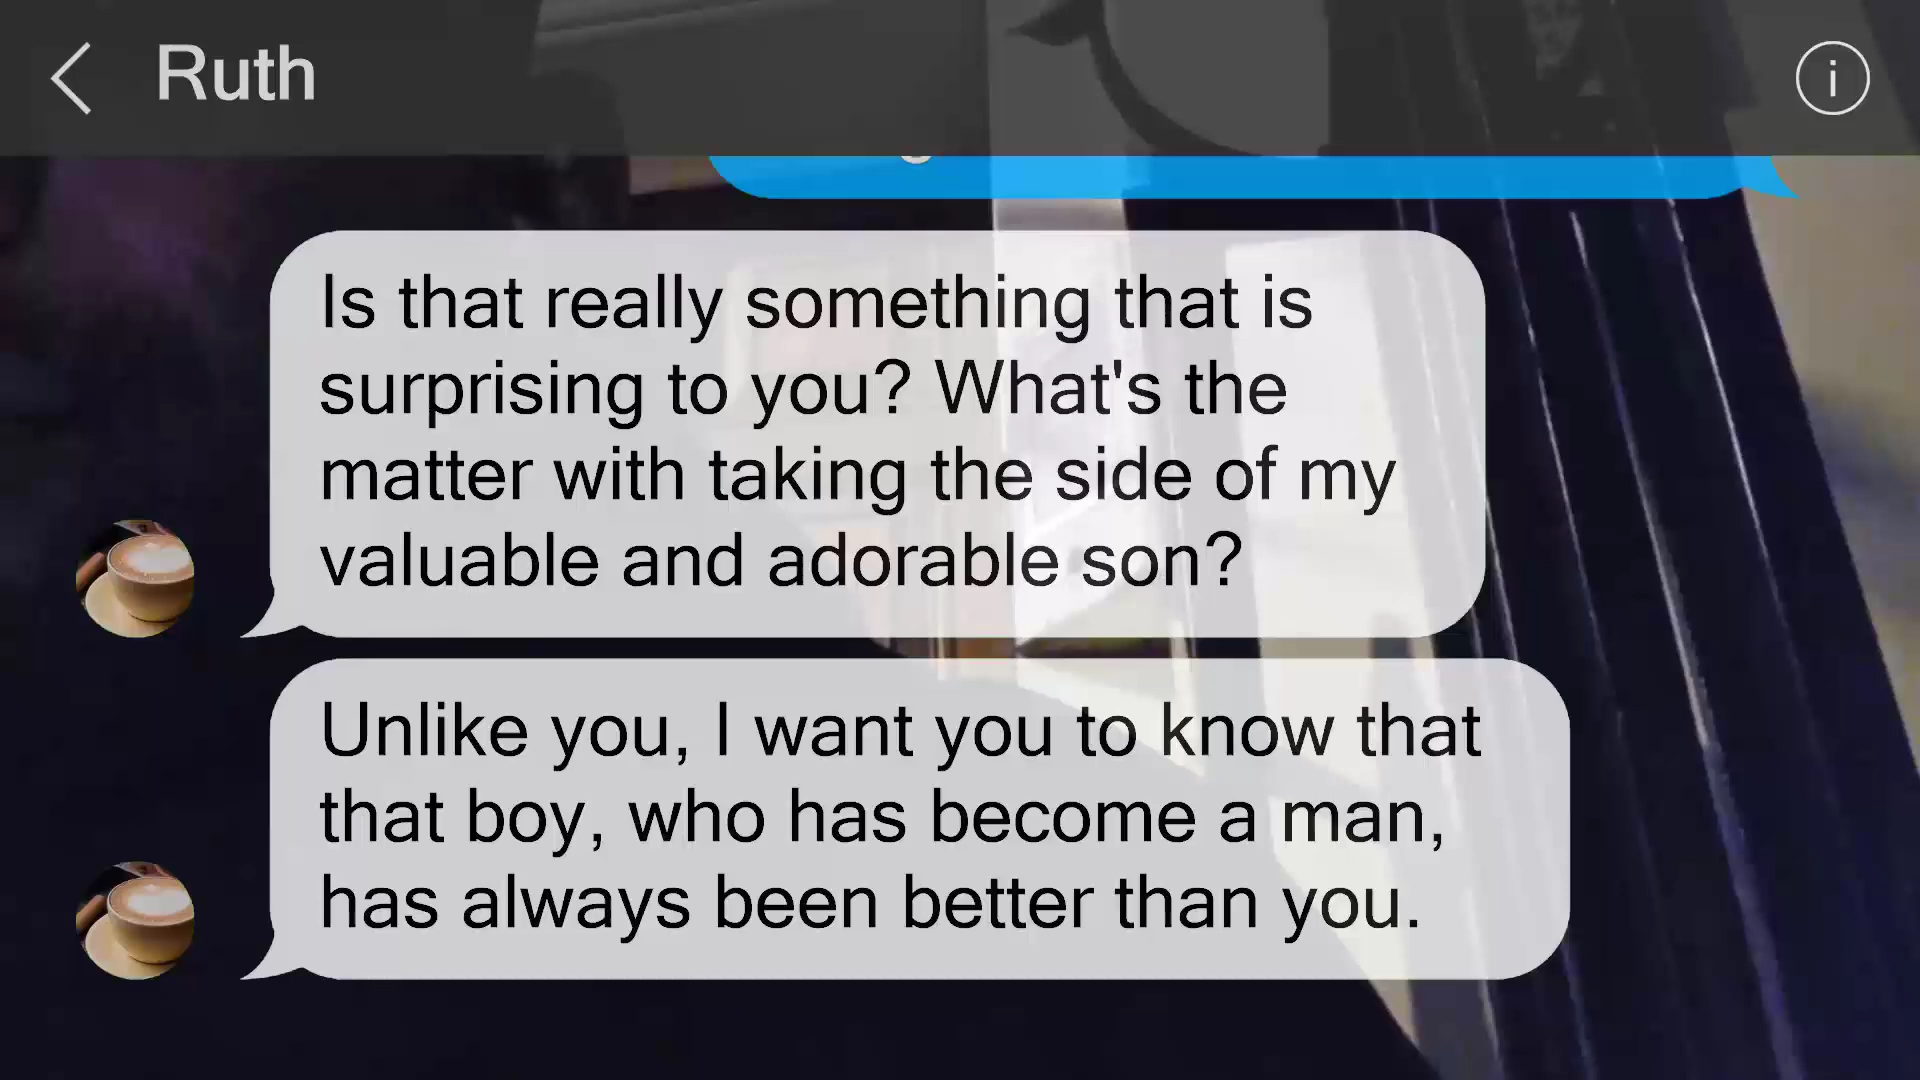 Ruth
Is that really something that is
surprising to you? What's the
matter with taking the side of my
valuable and adorable son?
Unlike you, I want you to know that
that boy, who has become a man,
has always been better than you.